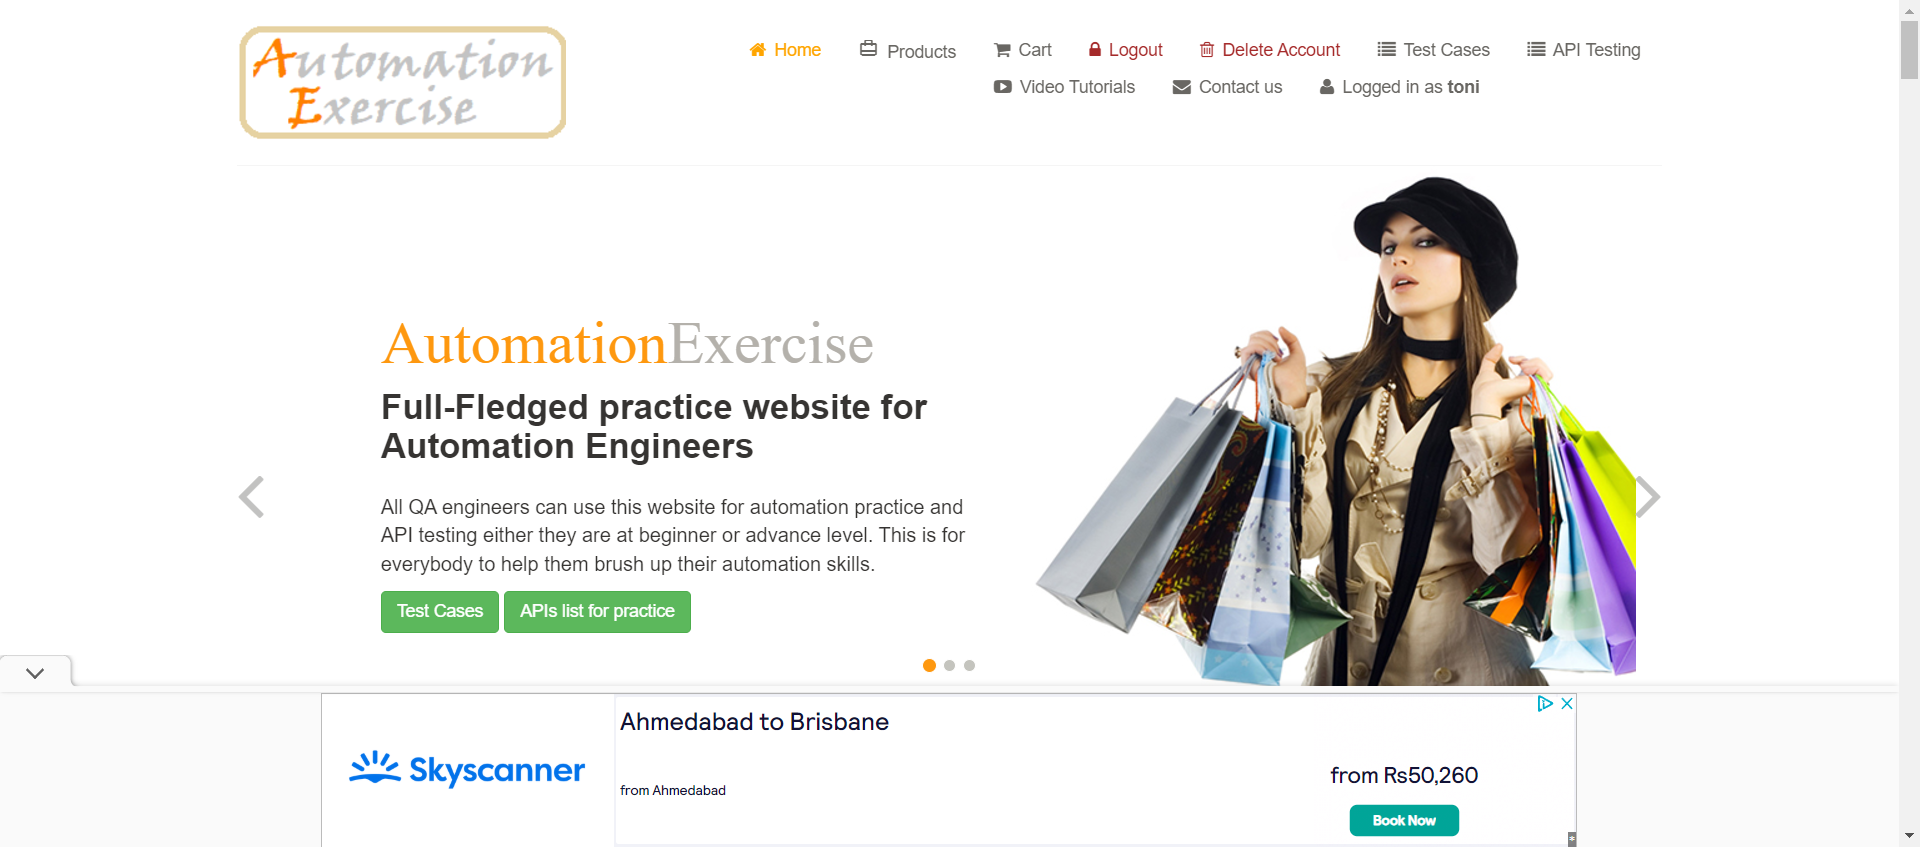 Automation
Exercise
Home
Products
Cart
Logout
Delete Account
Test Cases
API Testing
Video Tutorials
Contact us
Logged in as toni
AutomationExercise
Full-Fledged practice website for
Automation Engineers
All QA engineers can use this website for automation practice and
API testing either they are at beginner or advance level. This is for
everybody to help them brush up their automation skills.
Test Cases
APIs list for practice
Skyscanner
Ahmedabad to Brisbane
from Ahmedabad
from Rs50,260
Book Now